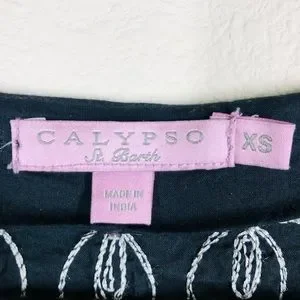 CALYPSO
St. Barth
XS
MADE IN
INDIA